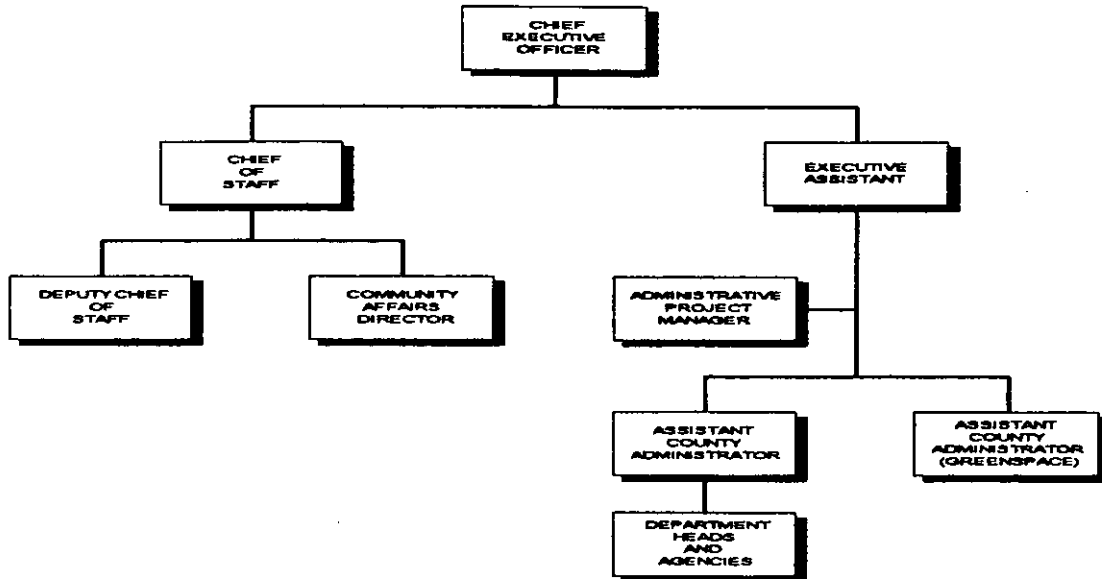 CHIEF
EXECUTIVE
OFFICER
CHIEF
OF
STAFF
EXECUTIVE
ASSISTANT
DEPUTY CHIEF
OF
STAFF
COMMUNITY
AFFAIRS
DIRECTOR
ADMINISTRATIVE
PROJECT
MANAGER
ASSISTANT
COUNTY
ADMINISTRATOR
ASSISTANT
COUNTY
ADMINISTRATOR
(GREENSPACE)
DEPARTMENT
HEADS
AND
AGENCIES